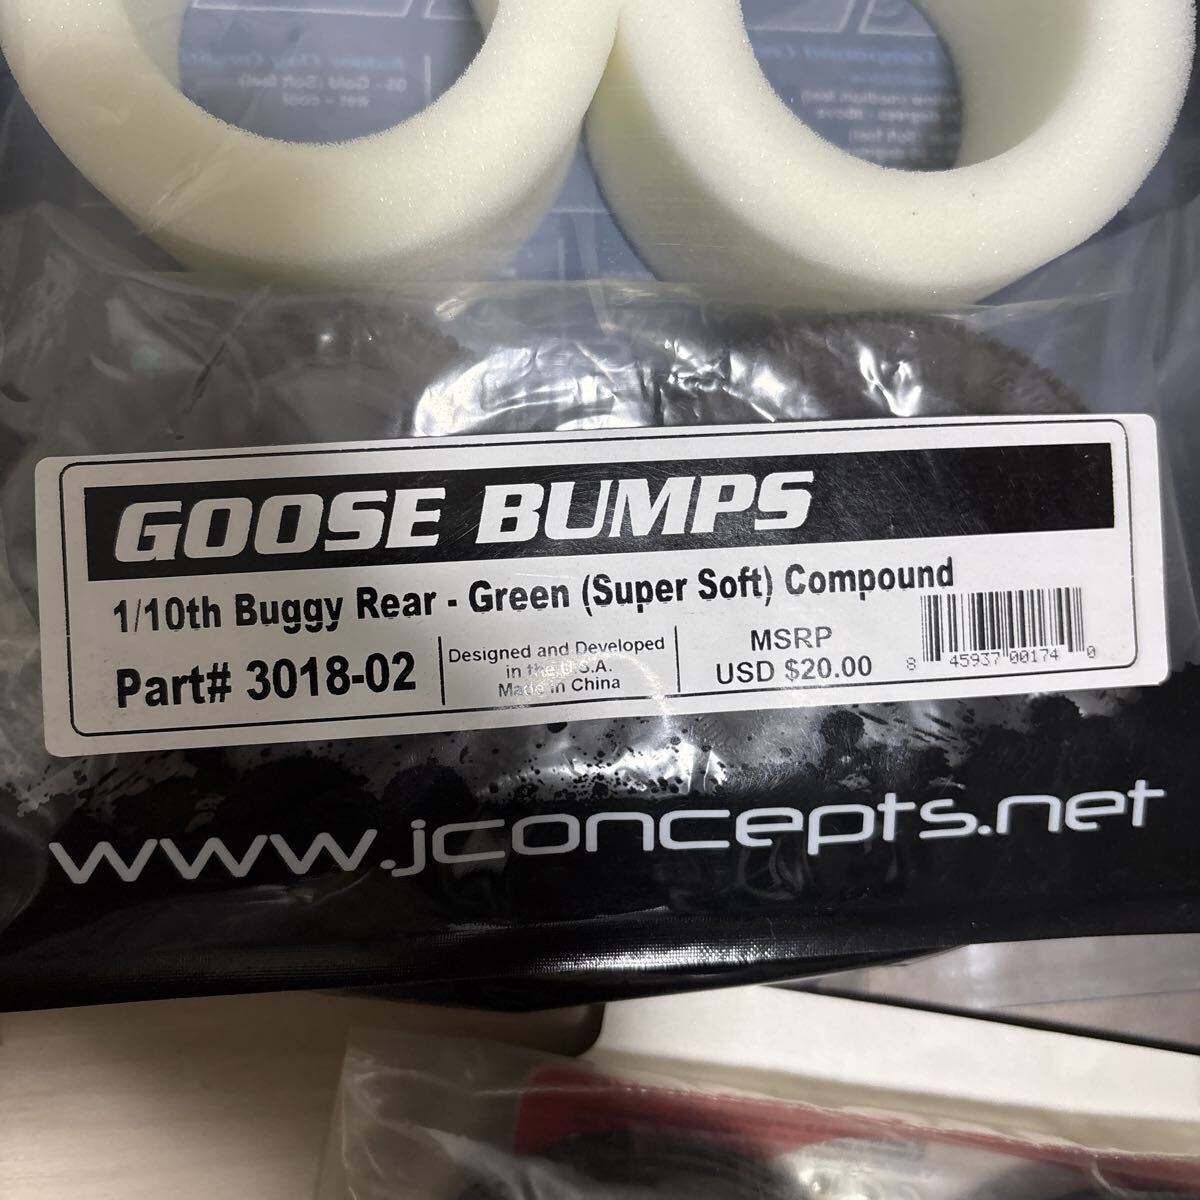 GOOSE BUMPS
1/10th Buggy Rear - Green (Super Soft) Compound
Part# 3018-02
Designed and Developed
in the U.S.A.
Made in China
MSRP
USD $20.00
8 45937 00174 0
www.jconcepts.net